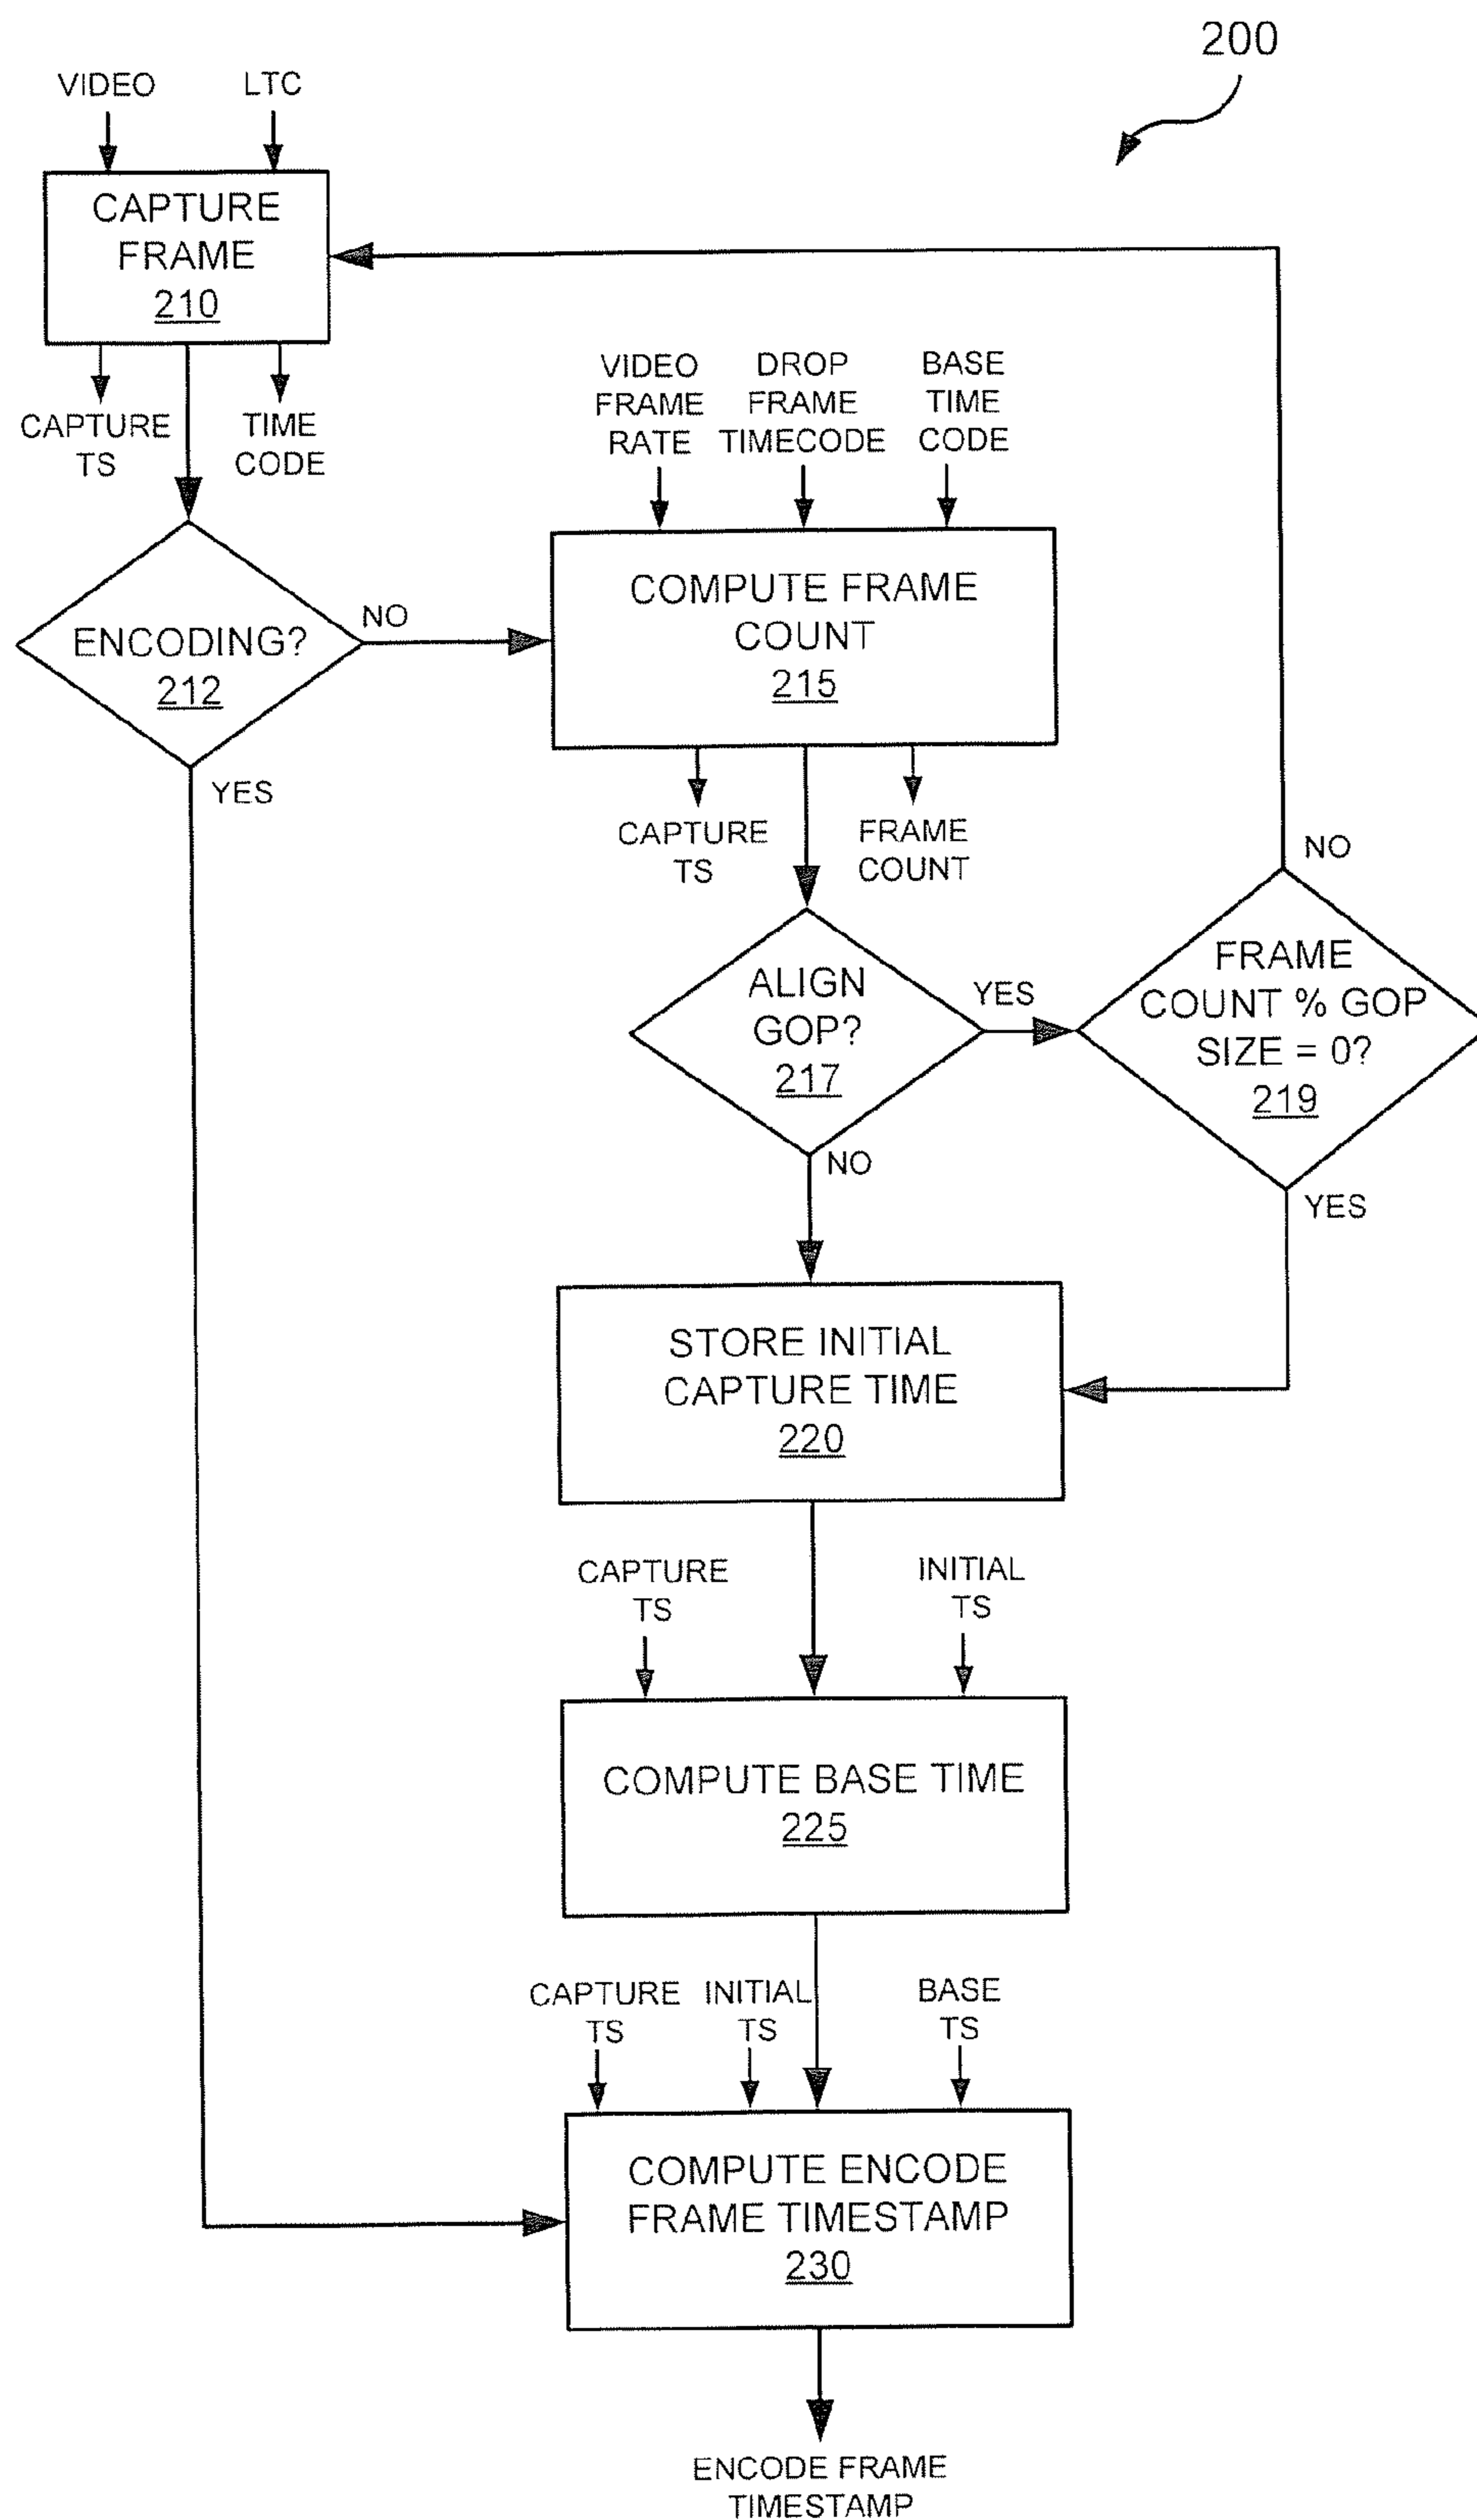 200
VIDEO
LTC
CAPTURE
FRAME
210
CAPTURE
TS
TIME
CODE
ENCODING?
212
NO
YES
VIDEO
FRAME
RATE
DROP
FRAME
TIMECODE
BASE
TIME
CODE
COMPUTE FRAME
COUNT
215
CAPTURE
TS
FRAME
COUNT
ALIGN
GOP?
217
YES
NO
FRAME
COUNT % GOP
SIZE = 0?
219
NO
YES
STORE INITIAL
CAPTURE TIME
220
CAPTURE
TS
INITIAL
TS
COMPUTE BASE TIME
225
CAPTURE
TS
INITIAL
TS
BASE
TS
COMPUTE ENCODE
FRAME TIMESTAMP
230
ENCODE FRAME
TIMESTAMP